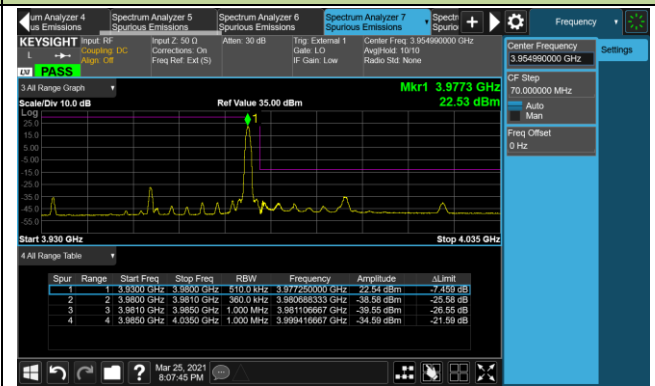 um Analyzer 4
us Emissions
Spectrum Analyzer 5
Spurious Emissions
Spectrum Analyzer 6
Spurious Emissions
Spectrum Analyzer 7
Spurious Emissions
Spectr
Spurio
Frequency
KEYSIGHT
L
Input: RF
Coupling: DC
Align: Off
Input Z: 50 Ω
Corrections: On
Freq Ref: Ext (S)
Atten: 30 dB
Trig: External 1
Gate: LO
IF Gain: Low
Center Freq: 3.954990000 GHz
Avg|Hold: 10/10
Radio Std: None
PASS
Center Frequency
3.954990000 GHz
Settings
CF Step
70.000000 MHz
Auto
Man
Freq Offset
0 Hz
3 All Range Graph
Mkr1 3.9773 GHz
Scale/Div 10.0 dB
Ref Value 35.00 dBm
22.53 dBm
Log
25.0
15.0
5.00
-5.00
-15.0
-25.0
-35.0
-45.0
-55.0
1
Start 3.930 GHz
Stop 4.035 GHz
4 All Range Table
Spur Range Start Freq Stop Freq RBW Frequency Amplitude ΔLimit
1 1 3.9300 GHz 3.9800 GHz 510.0 kHz 3.977250000 GHz 22.54 dBm -7.459 dB
2 2 3.9800 GHz 3.9810 GHz 360.0 kHz 3.980688333 GHz -38.58 dBm -25.58 dB
3 3 3.9810 GHz 3.9850 GHz 1.000 MHz 3.981106667 GHz -39.55 dBm -26.55 dB
4 4 3.9850 GHz 4.0350 GHz 1.000 MHz 3.999416667 GHz -34.59 dBm -21.59 dB
Mar 25, 2021
8:07:45 PM